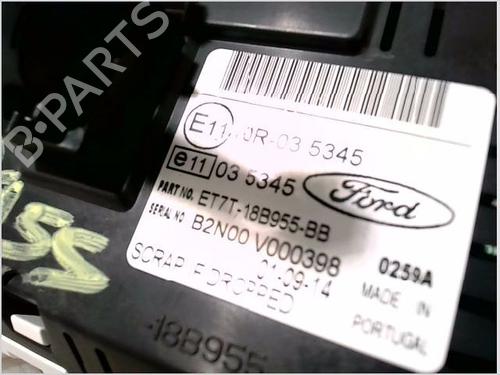 B-PARTS
E11 10R-03 5345
e11 03 5345
Ford
PART NO. ET7T-18B955-BB
SERIAL NO B2N00 V000398
01-09-14
0259A
SCRAP IF DROPPED
MADE IN
PORTUGAL
-18B955